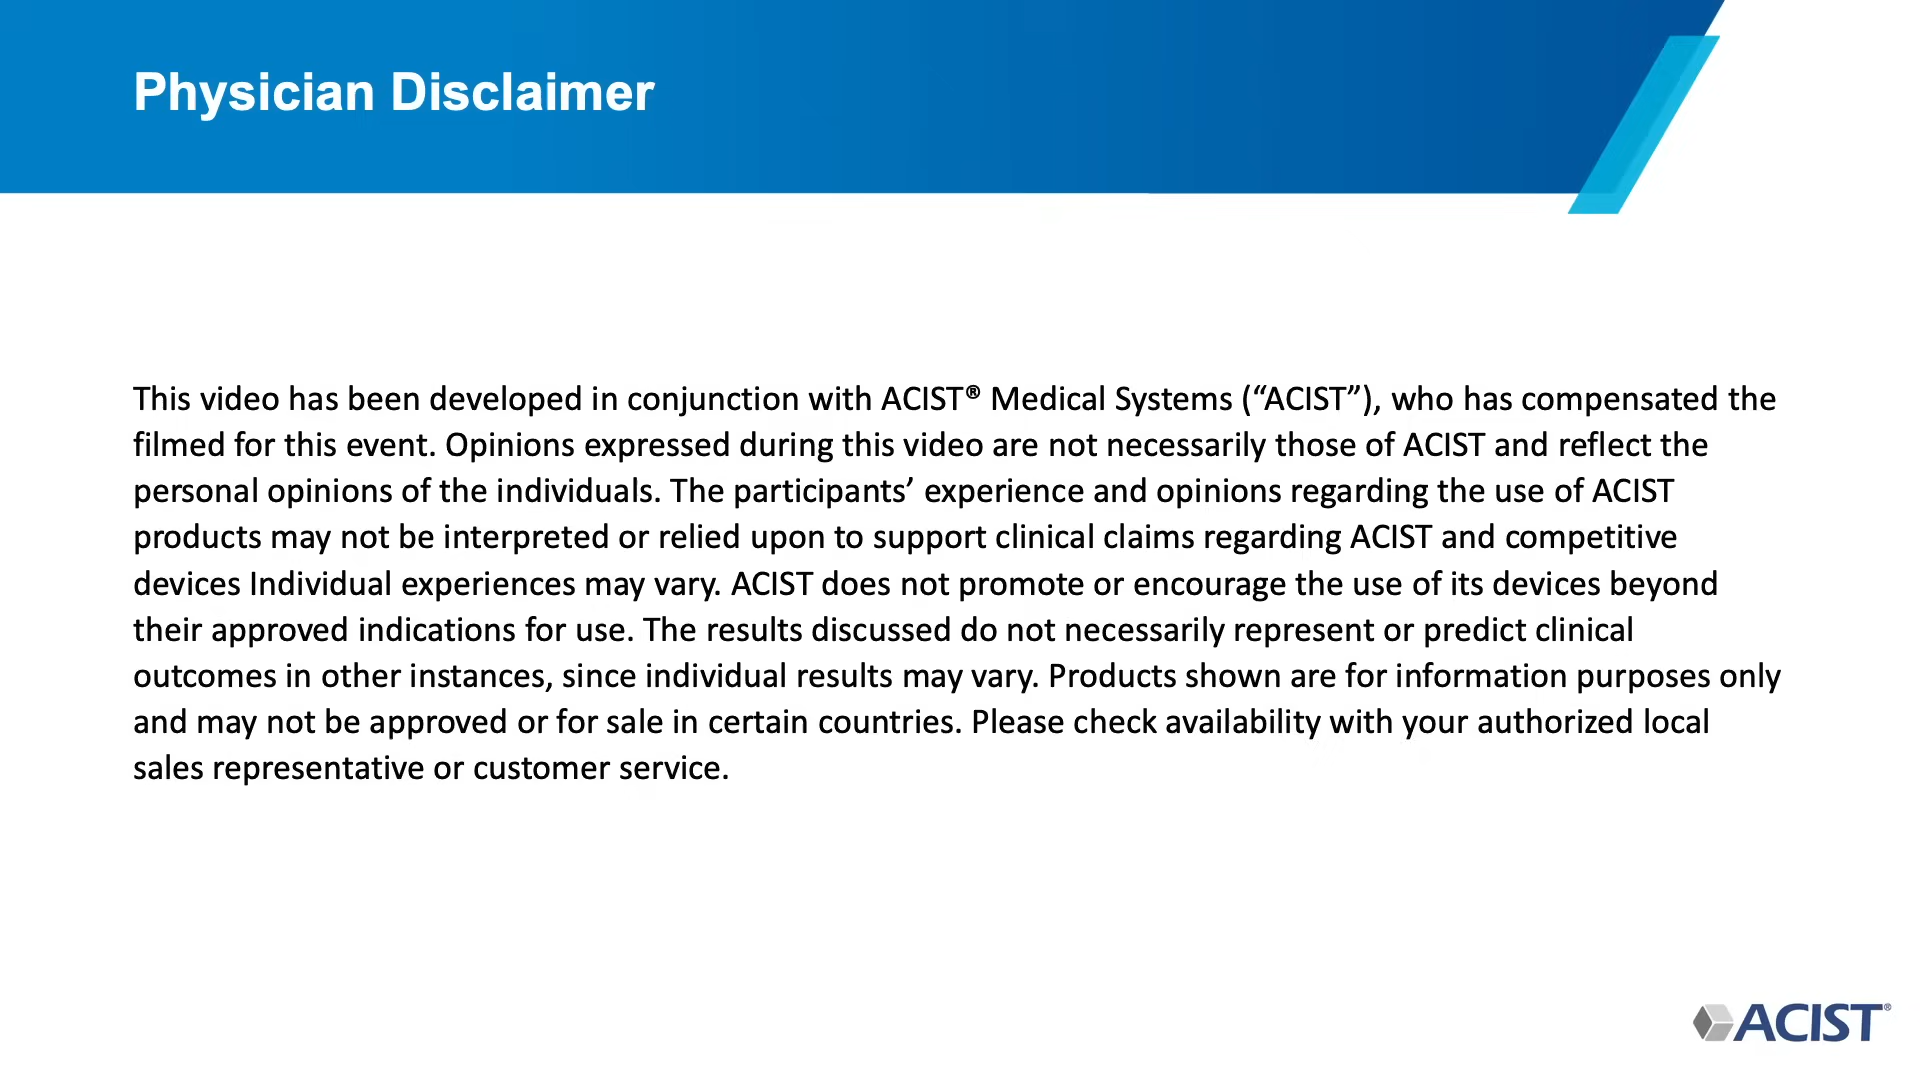 Physician Disclaimer
This video has been developed in conjunction with ACIST® Medical Systems (“ACIST”), who has compensated the
filmed for this event. Opinions expressed during this video are not necessarily those of ACIST and reflect the
personal opinions of the individuals. The participants’ experience and opinions regarding the use of ACIST
products may not be interpreted or relied upon to support clinical claims regarding ACIST and competitive
devices Individual experiences may vary. ACIST does not promote or encourage the use of its devices beyond
their approved indications for use. The results discussed do not necessarily represent or predict clinical
outcomes in other instances, since individual results may vary. Products shown are for information purposes only
and may not be approved or for sale in certain countries. Please check availability with your authorized local
sales representative or customer service.
ACIST®